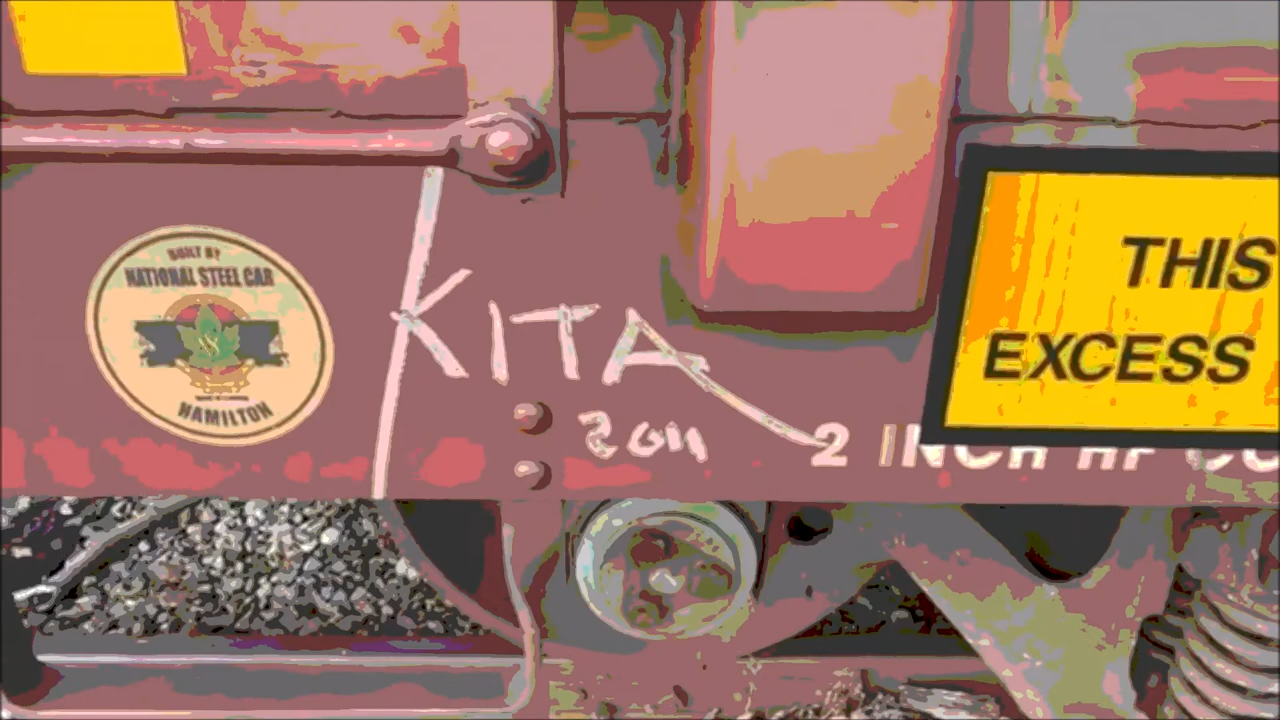 BUILT BY
NATIONAL STEEL CAR
HAMILTON
KITA
2011
2 INCH
THIS
EXCESS